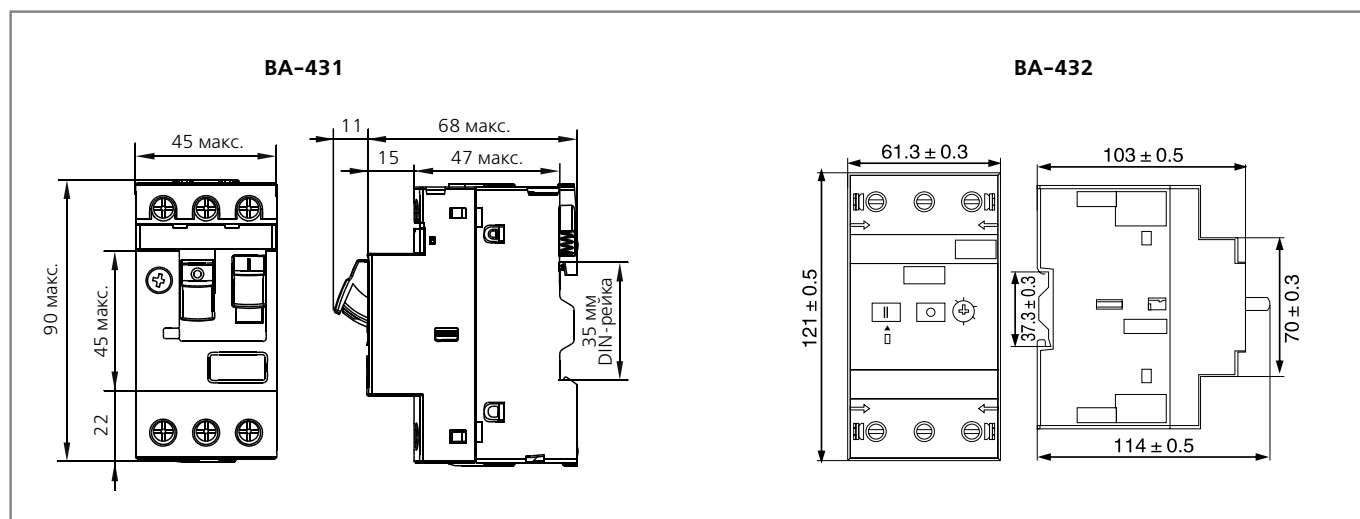 ВА-431
ВА-432
11
68 макс.
45 макс.
15
47 макс.
90 макс.
45 макс.
22
35 мм
DIN-рейка
61.3 ± 0.3
103 ± 0.5
121 ± 0.5
37.3 ± 0.3
70 ± 0.3
114 ± 0.5